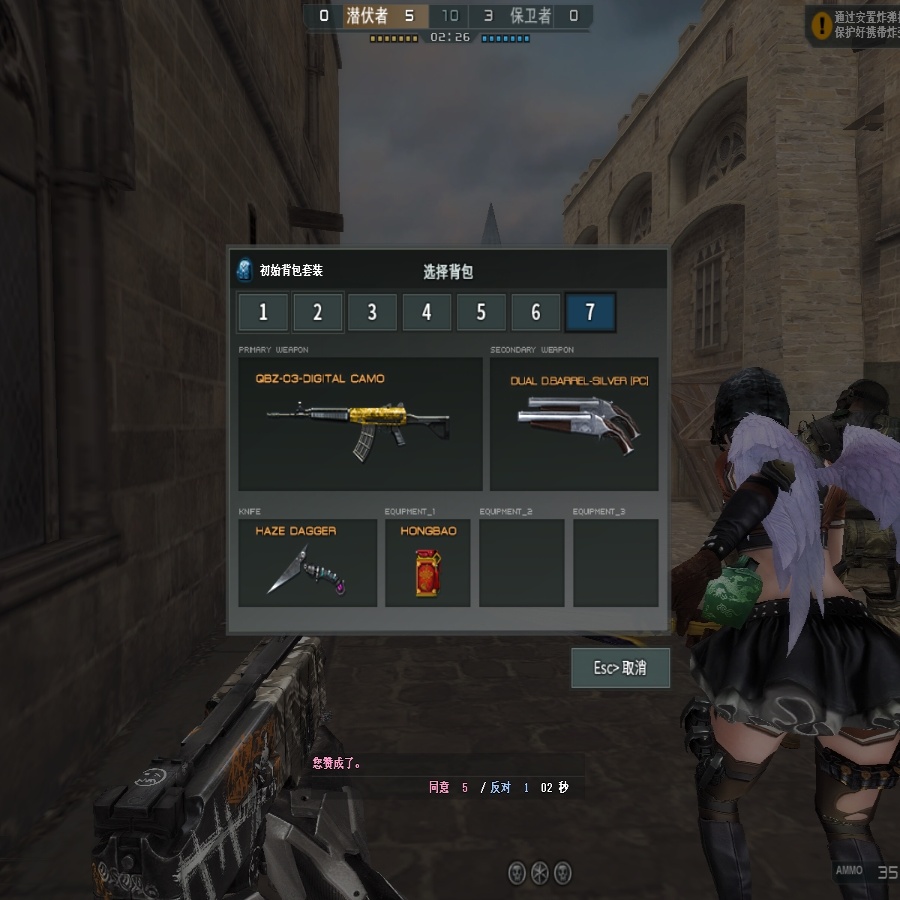 0 潜伏者 5 10 3 保卫者 0
02:26
通过安置炸弹
保护好携带炸
初始背包套装
选择背包
1 2 3 4 5 6 7
PRIMARY WEAPON
SECONDARY WEAPON
QBZ-03-DIGITAL CAMO
DUAL D.BARREL-SILVER [PC]
KNIFE
EQUIPMENT_1
EQUIPMENT_2
EQUIPMENT_3
HAZE DAGGER
HONGBAO
Esc>取消
您赞成了。
同意 5 / 反对 1 02 秒
AMMO 35